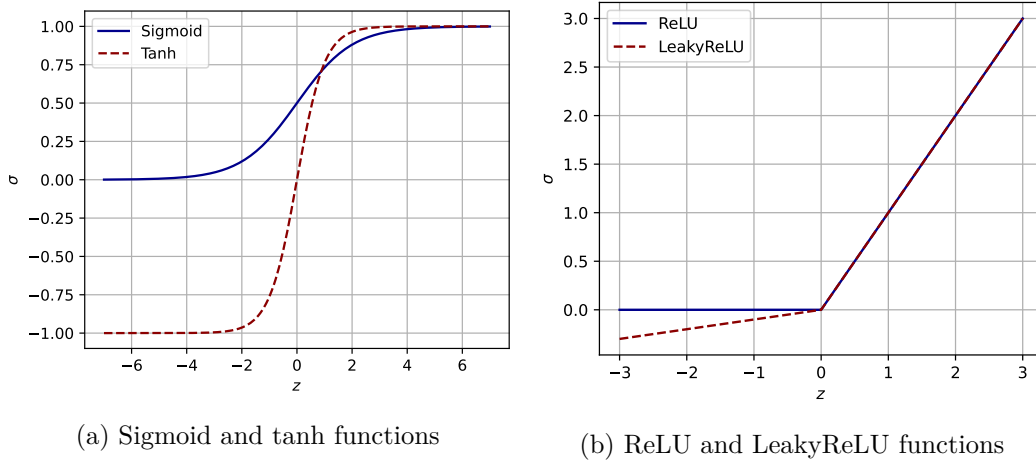 1.00
0.75
0.50
0.25
0.00
−0.25
−0.50
−0.75
−1.00
σ
Sigmoid
Tanh
−6 −4 −2 0 2 4 6
z
(a) Sigmoid and tanh functions
3.0
2.5
2.0
1.5
1.0
0.5
0.0
σ
ReLU
LeakyReLU
−3 −2 −1 0 1 2 3
z
(b) ReLU and LeakyReLU functions